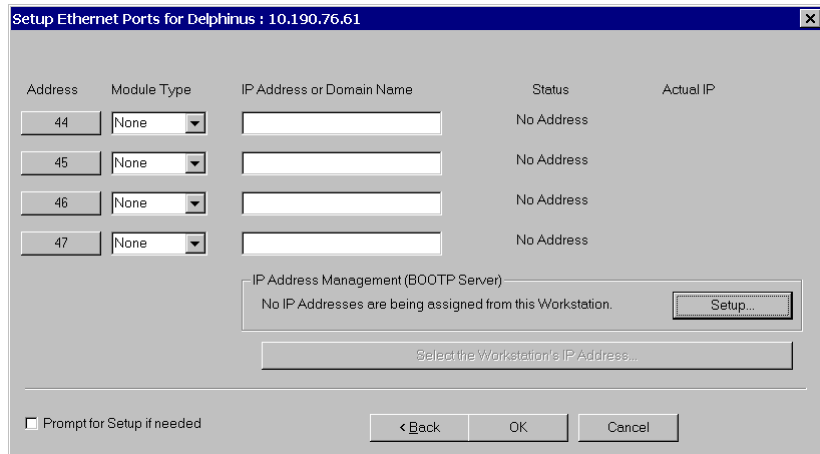 Setup Ethernet Ports for Delphinus : 10.190.76.61
Address Module Type IP Address or Domain Name Status Actual IP
44 None No Address
45 None No Address
46 None No Address
47 None No Address
IP Address Management (BOOTP Server)
No IP Addresses are being assigned from this Workstation. Setup...
Select the Workstation's IP Address...
Prompt for Setup if needed < Back OK Cancel